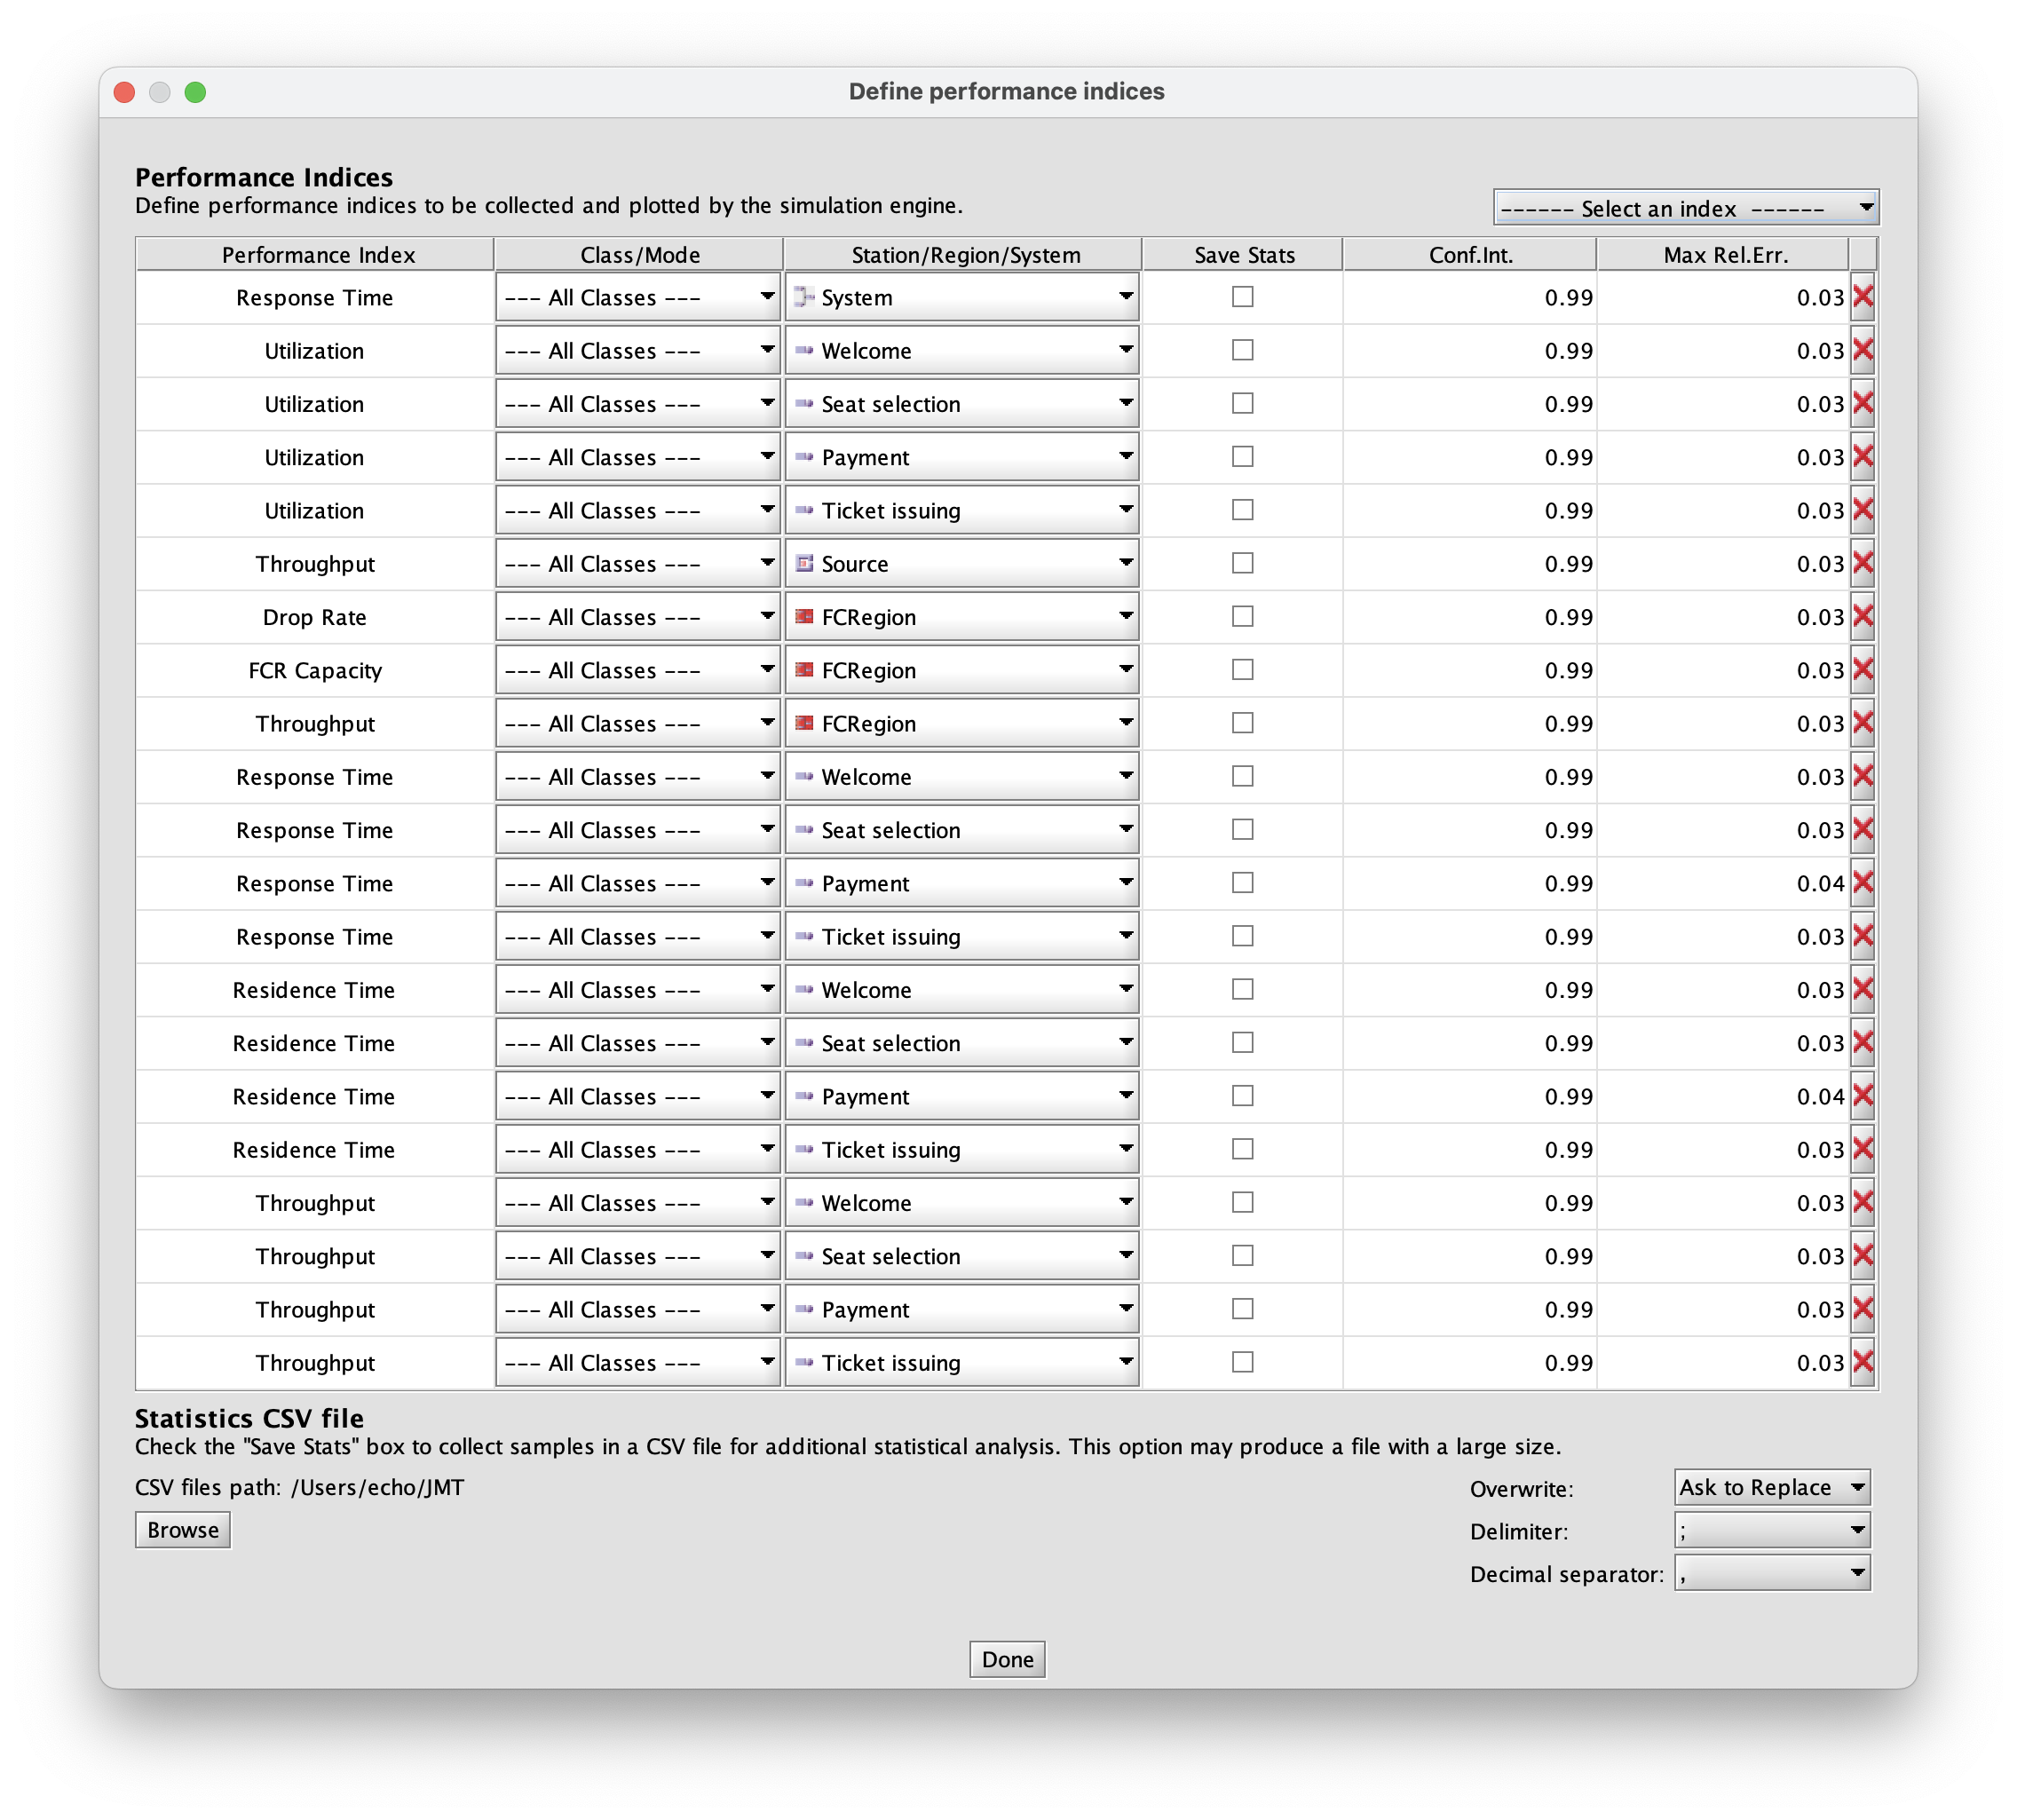 Define performance indices
Performance Indices
Define performance indices to be collected and plotted by the simulation engine.
------ Select an index ------
Performance Index Class/Mode Station/Region/System Save Stats Conf.Int. Max Rel.Err.
Response Time --- All Classes --- System 0.99 0.03
Utilization --- All Classes --- Welcome 0.99 0.03
Utilization --- All Classes --- Seat selection 0.99 0.03
Utilization --- All Classes --- Payment 0.99 0.03
Utilization --- All Classes --- Ticket issuing 0.99 0.03
Throughput --- All Classes --- Source 0.99 0.03
Drop Rate --- All Classes --- FCRegion 0.99 0.03
FCR Capacity --- All Classes --- FCRegion 0.99 0.03
Throughput --- All Classes --- FCRegion 0.99 0.03
Response Time --- All Classes --- Welcome 0.99 0.03
Response Time --- All Classes --- Seat selection 0.99 0.03
Response Time --- All Classes --- Payment 0.99 0.04
Response Time --- All Classes --- Ticket issuing 0.99 0.03
Residence Time --- All Classes --- Welcome 0.99 0.03
Residence Time --- All Classes --- Seat selection 0.99 0.03
Residence Time --- All Classes --- Payment 0.99 0.04
Residence Time --- All Classes --- Ticket issuing 0.99 0.03
Throughput --- All Classes --- Welcome 0.99 0.03
Throughput --- All Classes --- Seat selection 0.99 0.03
Throughput --- All Classes --- Payment 0.99 0.03
Throughput --- All Classes --- Ticket issuing 0.99 0.03
Statistics CSV file
Check the "Save Stats" box to collect samples in a CSV file for additional statistical analysis. This option may produce a file with a large size.
CSV files path: /Users/echo/JMT
Browse
Overwrite: Ask to Replace
Delimiter: ;
Decimal separator: ,
Done